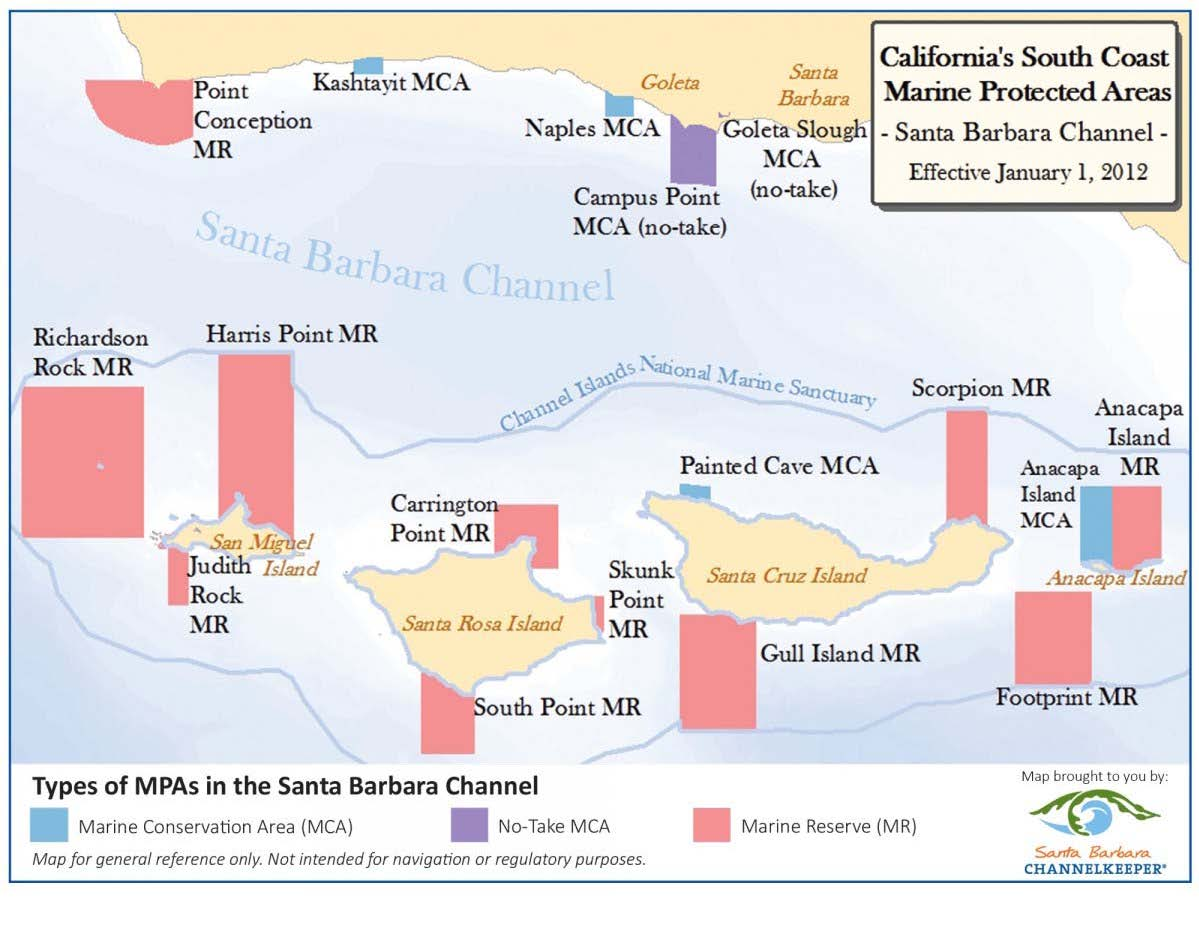 California's South Coast
Marine Protected Areas
- Santa Barbara Channel -
Effective January 1, 2012
Point
Conception
MR
Kashtayit MCA
Goleta
Santa
Barbara
Naples MCA
Goleta Slough
MCA
(no-take)
Campus Point
MCA (no-take)
Santa Barbara Channel
Richardson
Rock MR
Harris Point MR
Channel Islands National Marine Sanctuary
Scorpion MR
Anacapa
Island
MR
Anacapa
Island
MCA
Painted Cave MCA
Carrington
Point MR
San Miguel
Island
Judith
Rock
MR
Skunk
Point
MR
Santa Cruz Island
Anacapa Island
Santa Rosa Island
Gull Island MR
Footprint MR
South Point MR
Types of MPAs in the Santa Barbara Channel
Marine Conservation Area (MCA)
No-Take MCA
Marine Reserve (MR)
Map for general reference only. Not intended for navigation or regulatory purposes.
Map brought to you by:
Santa Barbara
CHANNELKEEPER®